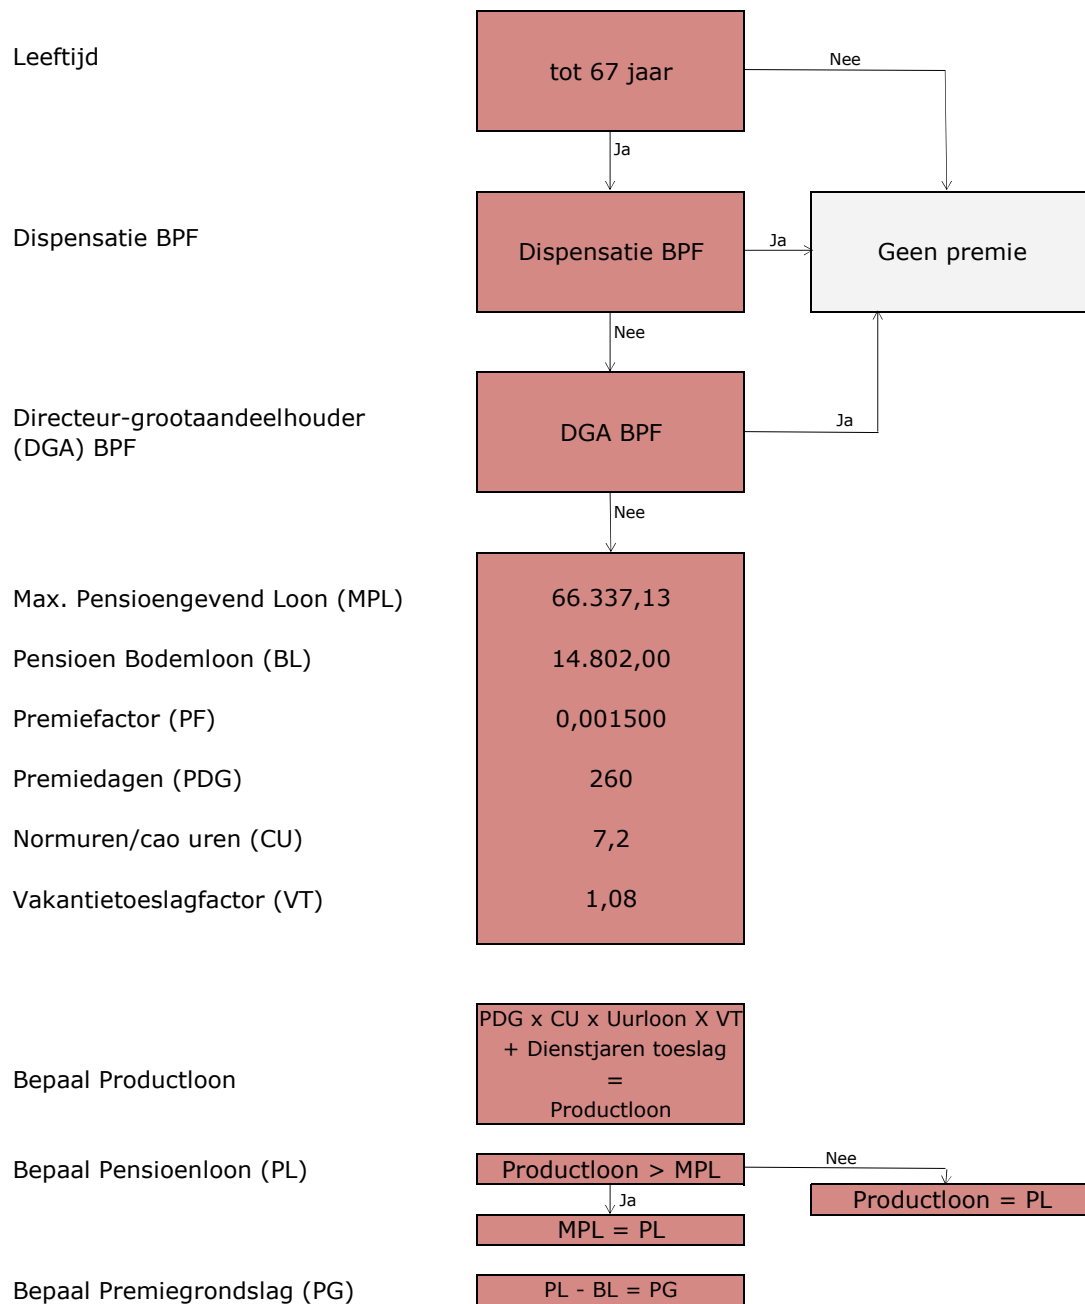 Leeftijd
tot 67 jaar
Nee
Ja
Dispensatie BPF
Dispensatie BPF
Ja
Geen premie
Nee
Directeur-grootaandeelhouder
(DGA) BPF
DGA BPF
Ja
Nee
Max. Pensioengevend Loon (MPL)
66.337,13
Pensioen Bodemloon (BL)
14.802,00
Premiefactor (PF)
0,001500
Premiedagen (PDG)
260
Normuren/cao uren (CU)
7,2
Vakantietoeslagfactor (VT)
1,08
Bepaal Productloon
PDG x CU x Uurloon X VT
+ Dienstjaren toeslag
=
Productloon
Bepaal Pensioenloon (PL)
Productloon > MPL
Nee
Productloon = PL
Ja
MPL = PL
Bepaal Premiegrondslag (PG)
PL - BL = PG